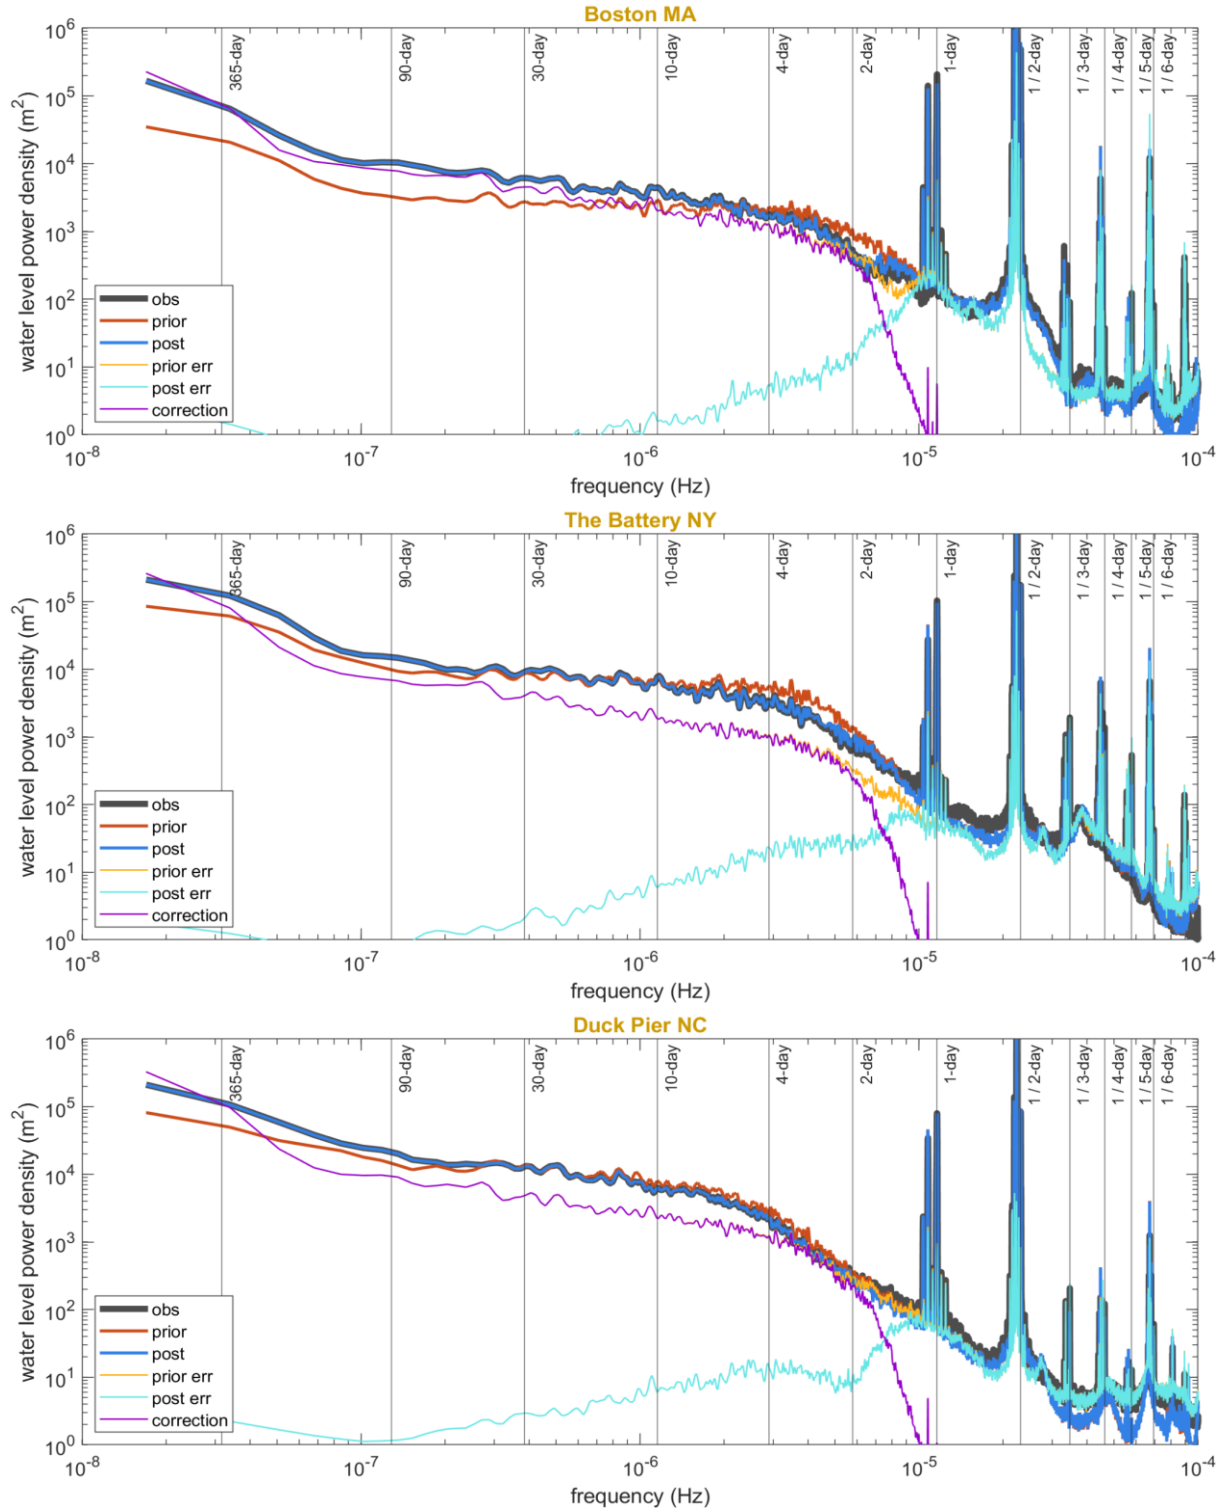 Boston MA
10^6
10^5
10^4
10^3
10^2
10^1
10^0
water level power density (m^2)
365-day
90-day
30-day
10-day
4-day
2-day
1-day
1 / 2-day
1 / 3-day
1 / 4-day
1 / 5-day
1 / 6-day
obs
prior
post
prior err
post err
correction
10^-8
10^-7
10^-6
10^-5
10^-4
frequency (Hz)
The Battery NY
10^6
10^5
10^4
10^3
10^2
10^1
10^0
water level power density (m^2)
365-day
90-day
30-day
10-day
4-day
2-day
1-day
1 / 2-day
1 / 3-day
1 / 4-day
1 / 5-day
1 / 6-day
obs
prior
post
prior err
post err
correction
10^-8
10^-7
10^-6
10^-5
10^-4
frequency (Hz)
Duck Pier NC
10^6
10^5
10^4
10^3
10^2
10^1
10^0
water level power density (m^2)
365-day
90-day
30-day
10-day
4-day
2-day
1-day
1 / 2-day
1 / 3-day
1 / 4-day
1 / 5-day
1 / 6-day
obs
prior
post
prior err
post err
correction
10^-8
10^-7
10^-6
10^-5
10^-4
frequency (Hz)